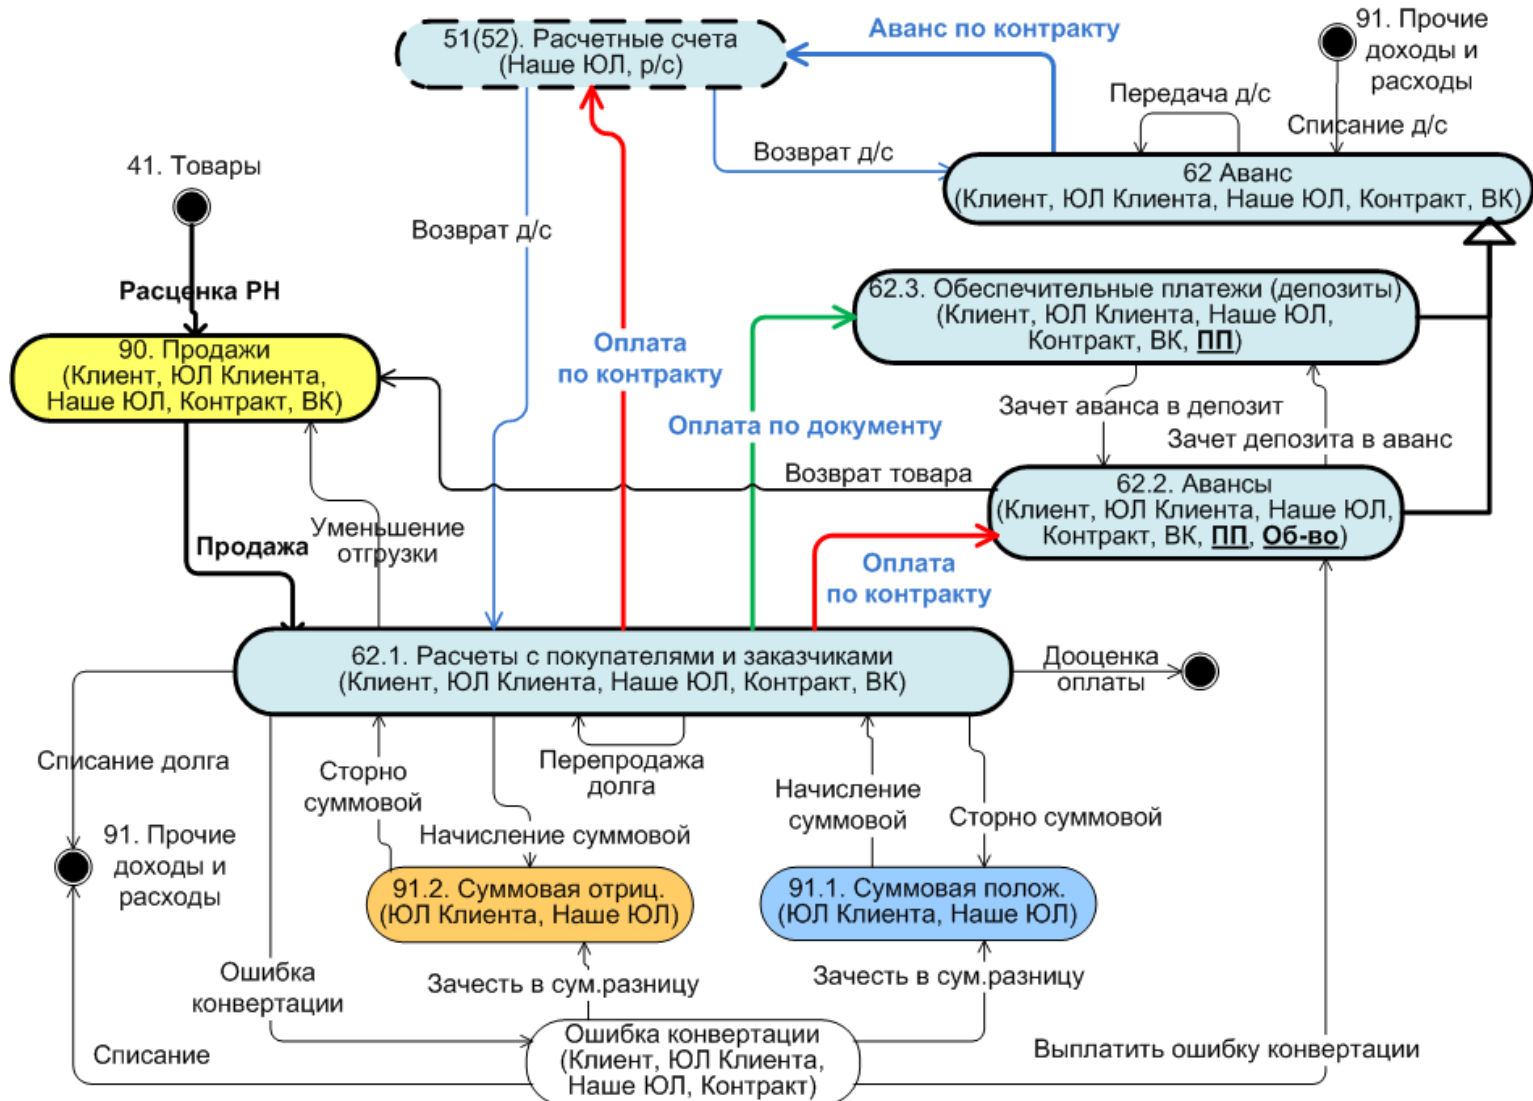 51(52). Расчетные счета
(Наше ЮЛ, р/с)
Аванс по контракту
91. Прочие
доходы и
расходы
Передача д/с
Списание д/с
Возврат д/с
62 Аванс
(Клиент, ЮЛ Клиента, Наше ЮЛ, Контракт, ВК)
41. Товары
Возврат д/с
Расценка РН
62.3. Обеспечительные платежи (депозиты)
(Клиент, ЮЛ Клиента, Наше ЮЛ,
Контракт, ВК, ПП)
90. Продажи
(Клиент, ЮЛ Клиента,
Наше ЮЛ, Контракт, ВК)
Оплата
по контракту
Оплата по документу
Зачет аванса в депозит
Зачет депозита в аванс
Возврат товара
62.2. Авансы
(Клиент, ЮЛ Клиента, Наше ЮЛ,
Контракт, ВК, ПП, Об-во)
Уменьшение
отгрузки
Продажа
Оплата
по контракту
62.1. Расчеты с покупателями и заказчиками
(Клиент, ЮЛ Клиента, Наше ЮЛ, Контракт, ВК)
Дооценка
оплаты
Списание долга
Сторно
суммовой
Перепродажа
долга
Начисление
суммовой
Сторно суммовой
Начисление суммовой
91. Прочие
доходы и
расходы
91.2. Суммовая отриц.
(ЮЛ Клиента, Наше ЮЛ)
91.1. Суммовая полож.
(ЮЛ Клиента, Наше ЮЛ)
Ошибка
конвертации
Зачесть в сум.разницу
Зачесть в сум.разницу
Списание
Ошибка конвертации
(Клиент, ЮЛ Клиента,
Наше ЮЛ, Контракт)
Выплатить ошибку конвертации